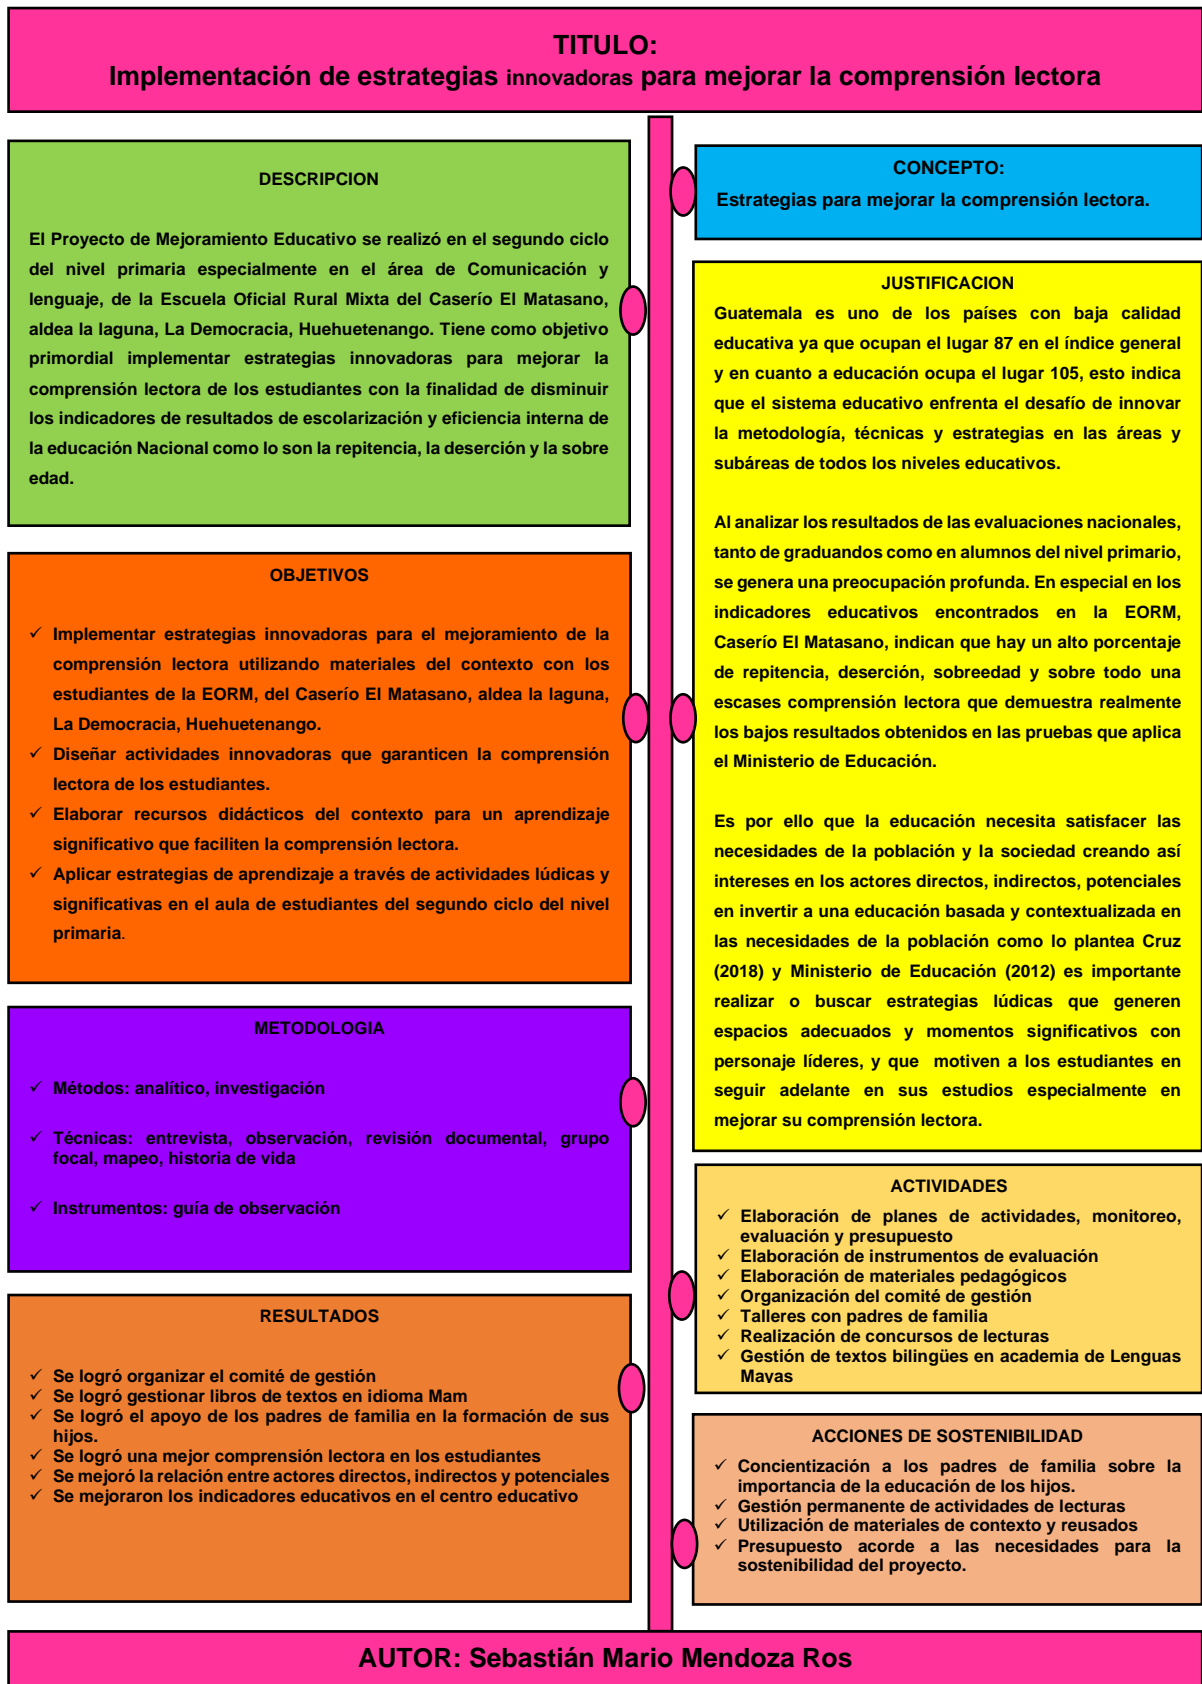 TITULO:
Implementación de estrategias innovadoras para mejorar la comprensión lectora
DESCRIPCION
El Proyecto de Mejoramiento Educativo se realizó en el segundo ciclo
del nivel primaria especialmente en el área de Comunicación y
lenguaje, de la Escuela Oficial Rural Mixta del Caserío El Matasano,
aldea la laguna, La Democracia, Huehuetenango. Tiene como objetivo
primordial implementar estrategias innovadoras para mejorar la
comprensión lectora de los estudiantes con la finalidad de disminuir
los indicadores de resultados de escolarización y eficiencia interna de
la educación Nacional como lo son la repitencia, la deserción y la sobre
edad.
OBJETIVOS
✓ Implementar estrategias innovadoras para el mejoramiento de la
comprensión lectora utilizando materiales del contexto con los
estudiantes de la EORM, del Caserío El Matasano, aldea la laguna,
La Democracia, Huehuetenango.
✓ Diseñar actividades innovadoras que garanticen la comprensión
lectora de los estudiantes.
✓ Elaborar recursos didácticos del contexto para un aprendizaje
significativo que faciliten la comprensión lectora.
✓ Aplicar estrategias de aprendizaje a través de actividades lúdicas y
significativas en el aula de estudiantes del segundo ciclo del nivel
primaria.
METODOLOGIA
✓ Métodos: analítico, investigación
✓ Técnicas: entrevista, observación, revisión documental, grupo
focal, mapeo, historia de vida
✓ Instrumentos: guía de observación
RESULTADOS
✓ Se logró organizar el comité de gestión
✓ Se logró gestionar libros de textos en idioma Mam
✓ Se logró el apoyo de los padres de familia en la formación de sus
hijos.
✓ Se logró una mejor comprensión lectora en los estudiantes
✓ Se mejoró la relación entre actores directos, indirectos y potenciales
✓ Se mejoraron los indicadores educativos en el centro educativo
CONCEPTO:
Estrategias para mejorar la comprensión lectora.
JUSTIFICACION
Guatemala es uno de los países con baja calidad
educativa ya que ocupan el lugar 87 en el índice general
y en cuanto a educación ocupa el lugar 105, esto indica
que el sistema educativo enfrenta el desafío de innovar
la metodología, técnicas y estrategias en las áreas y
subáreas de todos los niveles educativos.
Al analizar los resultados de las evaluaciones nacionales,
tanto de graduandos como en alumnos del nivel primario,
se genera una preocupación profunda. En especial en los
indicadores educativos encontrados en la EORM,
Caserío El Matasano, indican que hay un alto porcentaje
de repitencia, deserción, sobreedad y sobre todo una
escases comprensión lectora que demuestra realmente
los bajos resultados obtenidos en las pruebas que aplica
el Ministerio de Educación.
Es por ello que la educación necesita satisfacer las
necesidades de la población y la sociedad creando así
intereses en los actores directos, indirectos, potenciales
en invertir a una educación basada y contextualizada en
las necesidades de la población como lo plantea Cruz
(2018) y Ministerio de Educación (2012) es importante
realizar o buscar estrategias lúdicas que generen
espacios adecuados y momentos significativos con
personaje líderes, y que motiven a los estudiantes en
seguir adelante en sus estudios especialmente en
mejorar su comprensión lectora.
ACTIVIDADES
✓ Elaboración de planes de actividades, monitoreo,
evaluación y presupuesto
✓ Elaboración de instrumentos de evaluación
✓ Elaboración de materiales pedagógicos
✓ Organización del comité de gestión
✓ Talleres con padres de familia
✓ Realización de concursos de lecturas
✓ Gestión de textos bilingües en academia de Lenguas
Mayas
ACCIONES DE SOSTENIBILIDAD
✓ Concientización a los padres de familia sobre la
importancia de la educación de los hijos.
✓ Gestión permanente de actividades de lecturas
✓ Utilización de materiales de contexto y reusados
✓ Presupuesto acorde a las necesidades para la
sostenibilidad del proyecto.
AUTOR: Sebastián Mario Mendoza Ros